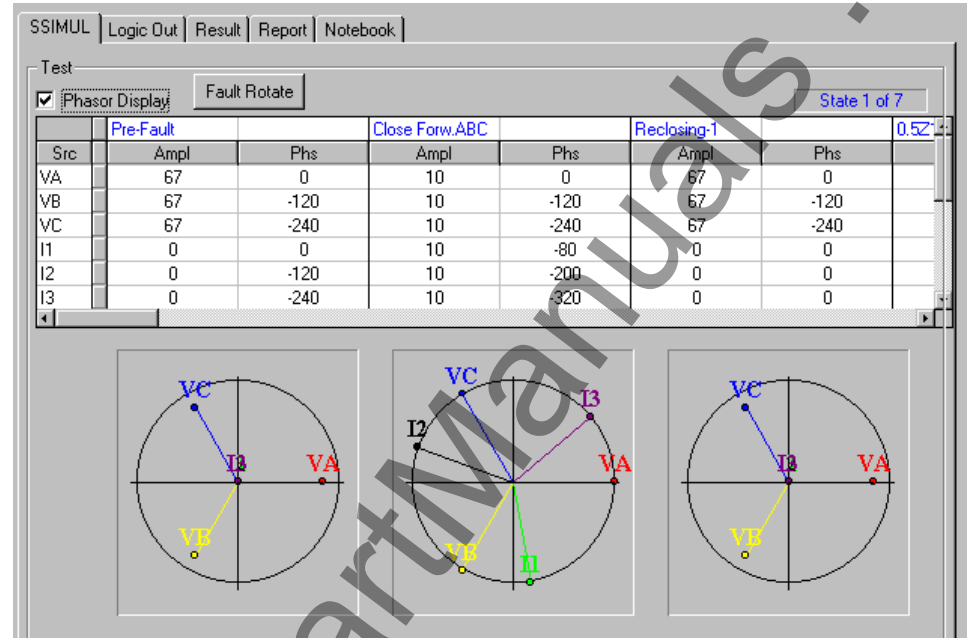 SSIMUL Logic Out Result Report Notebook
Test
Phasor Display Fault Rotate State 1 of 7
Pre-Fault Close Forw.ABC Reclosing-1 0.5Z
Src Ampl Phs Ampl Phs Ampl Phs
VA 67 0 10 0 67 0
VB 67 -120 10 -120 67 -120
VC 67 -240 10 -240 67 -240
I1 0 0 10 -80 0 0
I2 0 -120 10 -200 0 0
I3 0 -240 10 -320 0 0
VC I3 VA VB
VC I3 I2 VA VB I1
VC I3 VA VB
artManuals